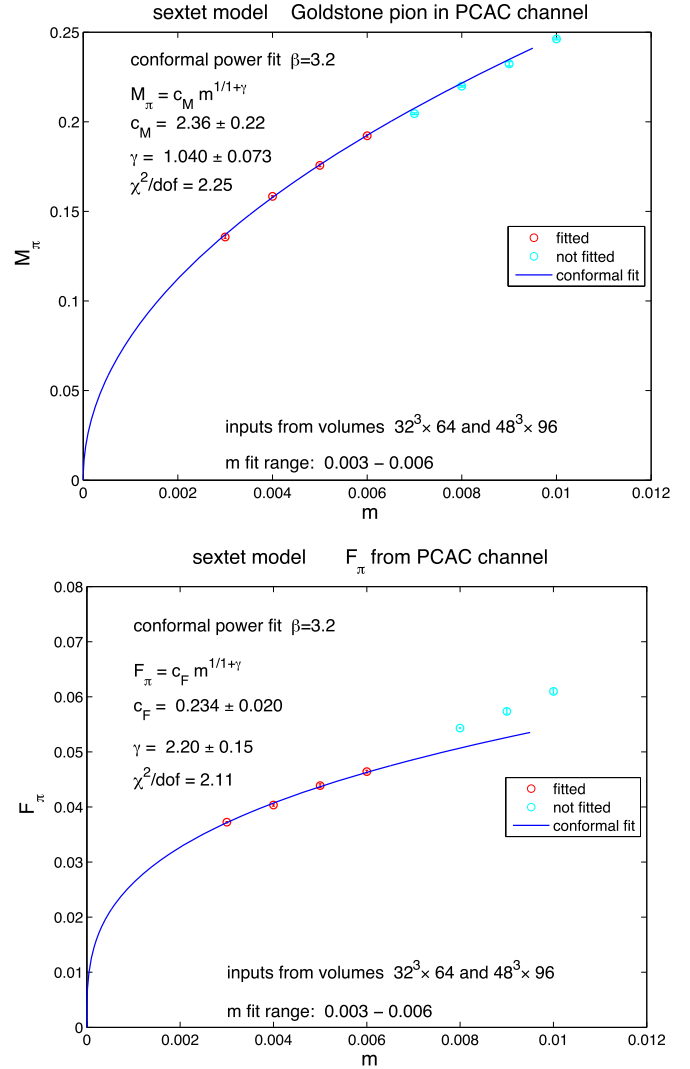 sextet model Goldstone pion in PCAC channel
0.25
0.2
0.15
0.1
0.05
0
M_π
conformal power fit β=3.2
M_π = c_M m^{1/1+γ}
c_M = 2.36 ± 0.22
γ = 1.040 ± 0.073
χ²/dof = 2.25
fitted
not fitted
conformal fit
inputs from volumes 32³× 64 and 48³× 96
m fit range: 0.003 − 0.006
0 0.002 0.004 0.006 0.008 0.01 0.012
m
sextet model F_π from PCAC channel
0.08
0.07
0.06
0.05
0.04
0.03
0.02
0.01
0
F_π
conformal power fit β=3.2
F_π = c_F m^{1/1+γ}
c_F = 0.234 ± 0.020
γ = 2.20 ± 0.15
χ²/dof = 2.11
fitted
not fitted
conformal fit
inputs from volumes 32³× 64 and 48³× 96
m fit range: 0.003 − 0.006
0 0.002 0.004 0.006 0.008 0.01 0.012
m